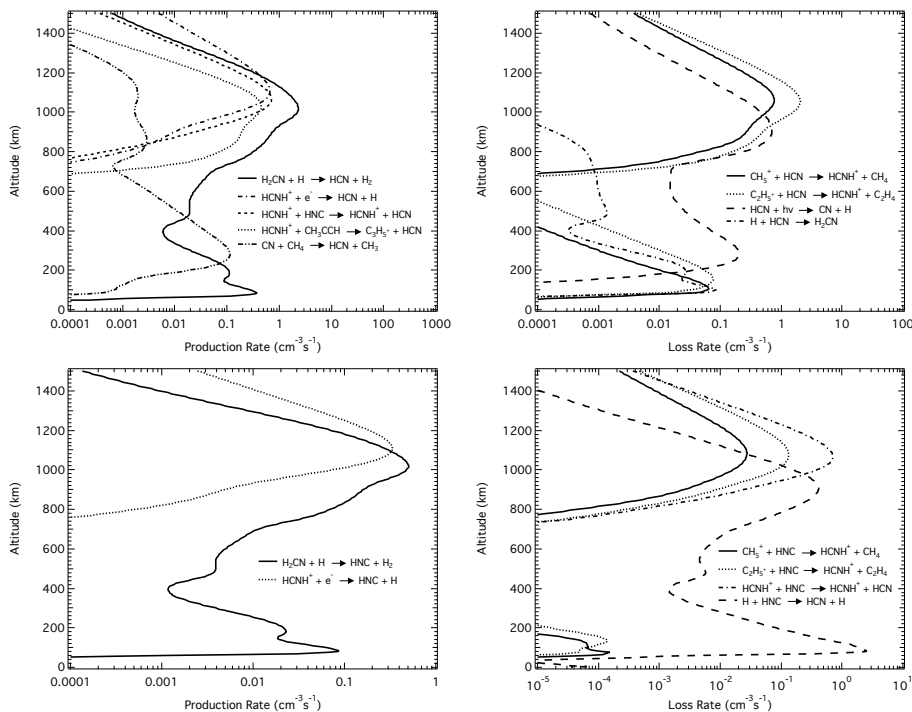 1400
1200
1000
800
600
400
200
0
Altitude (km)
0.0001 0.001 0.01 0.1 1 10 100 1000
Production Rate (cm⁻³s⁻¹)
H₂CN + H → HCN + H₂
HCNH⁺ + e⁻ → HCN + H
HCNH⁺ + HNC → HCNH⁺ + HCN
HCNH⁺ + CH₃CCH → C₃H₅⁺ + HCN
CN + CH₄ → HCN + CH₃
1400
1200
1000
800
600
400
200
0
Altitude (km)
0.0001 0.001 0.01 0.1 1 10 100
Loss Rate (cm⁻³s⁻¹)
CH₅⁺ + HCN → HCNH⁺ + CH₄
C₂H₅⁺ + HCN → HCNH⁺ + C₂H₄
HCN + hν → CN + H
H + HCN → H₂CN
1400
1200
1000
800
600
400
200
0
Altitude (km)
0.0001 0.001 0.01 0.1 1
Production Rate (cm⁻³s⁻¹)
H₂CN + H → HNC + H₂
HCNH⁺ + e⁻ → HNC + H
1400
1200
1000
800
600
400
200
0
Altitude (km)
10⁻⁵ 10⁻⁴ 10⁻³ 10⁻² 10⁻¹ 10⁰ 10¹
Loss Rate (cm⁻³s⁻¹)
CH₅⁺ + HNC → HCNH⁺ + CH₄
C₂H₅⁺ + HNC → HCNH⁺ + C₂H₄
HCNH⁺ + HNC → HCNH⁺ + HCN
H + HNC → HCN + H